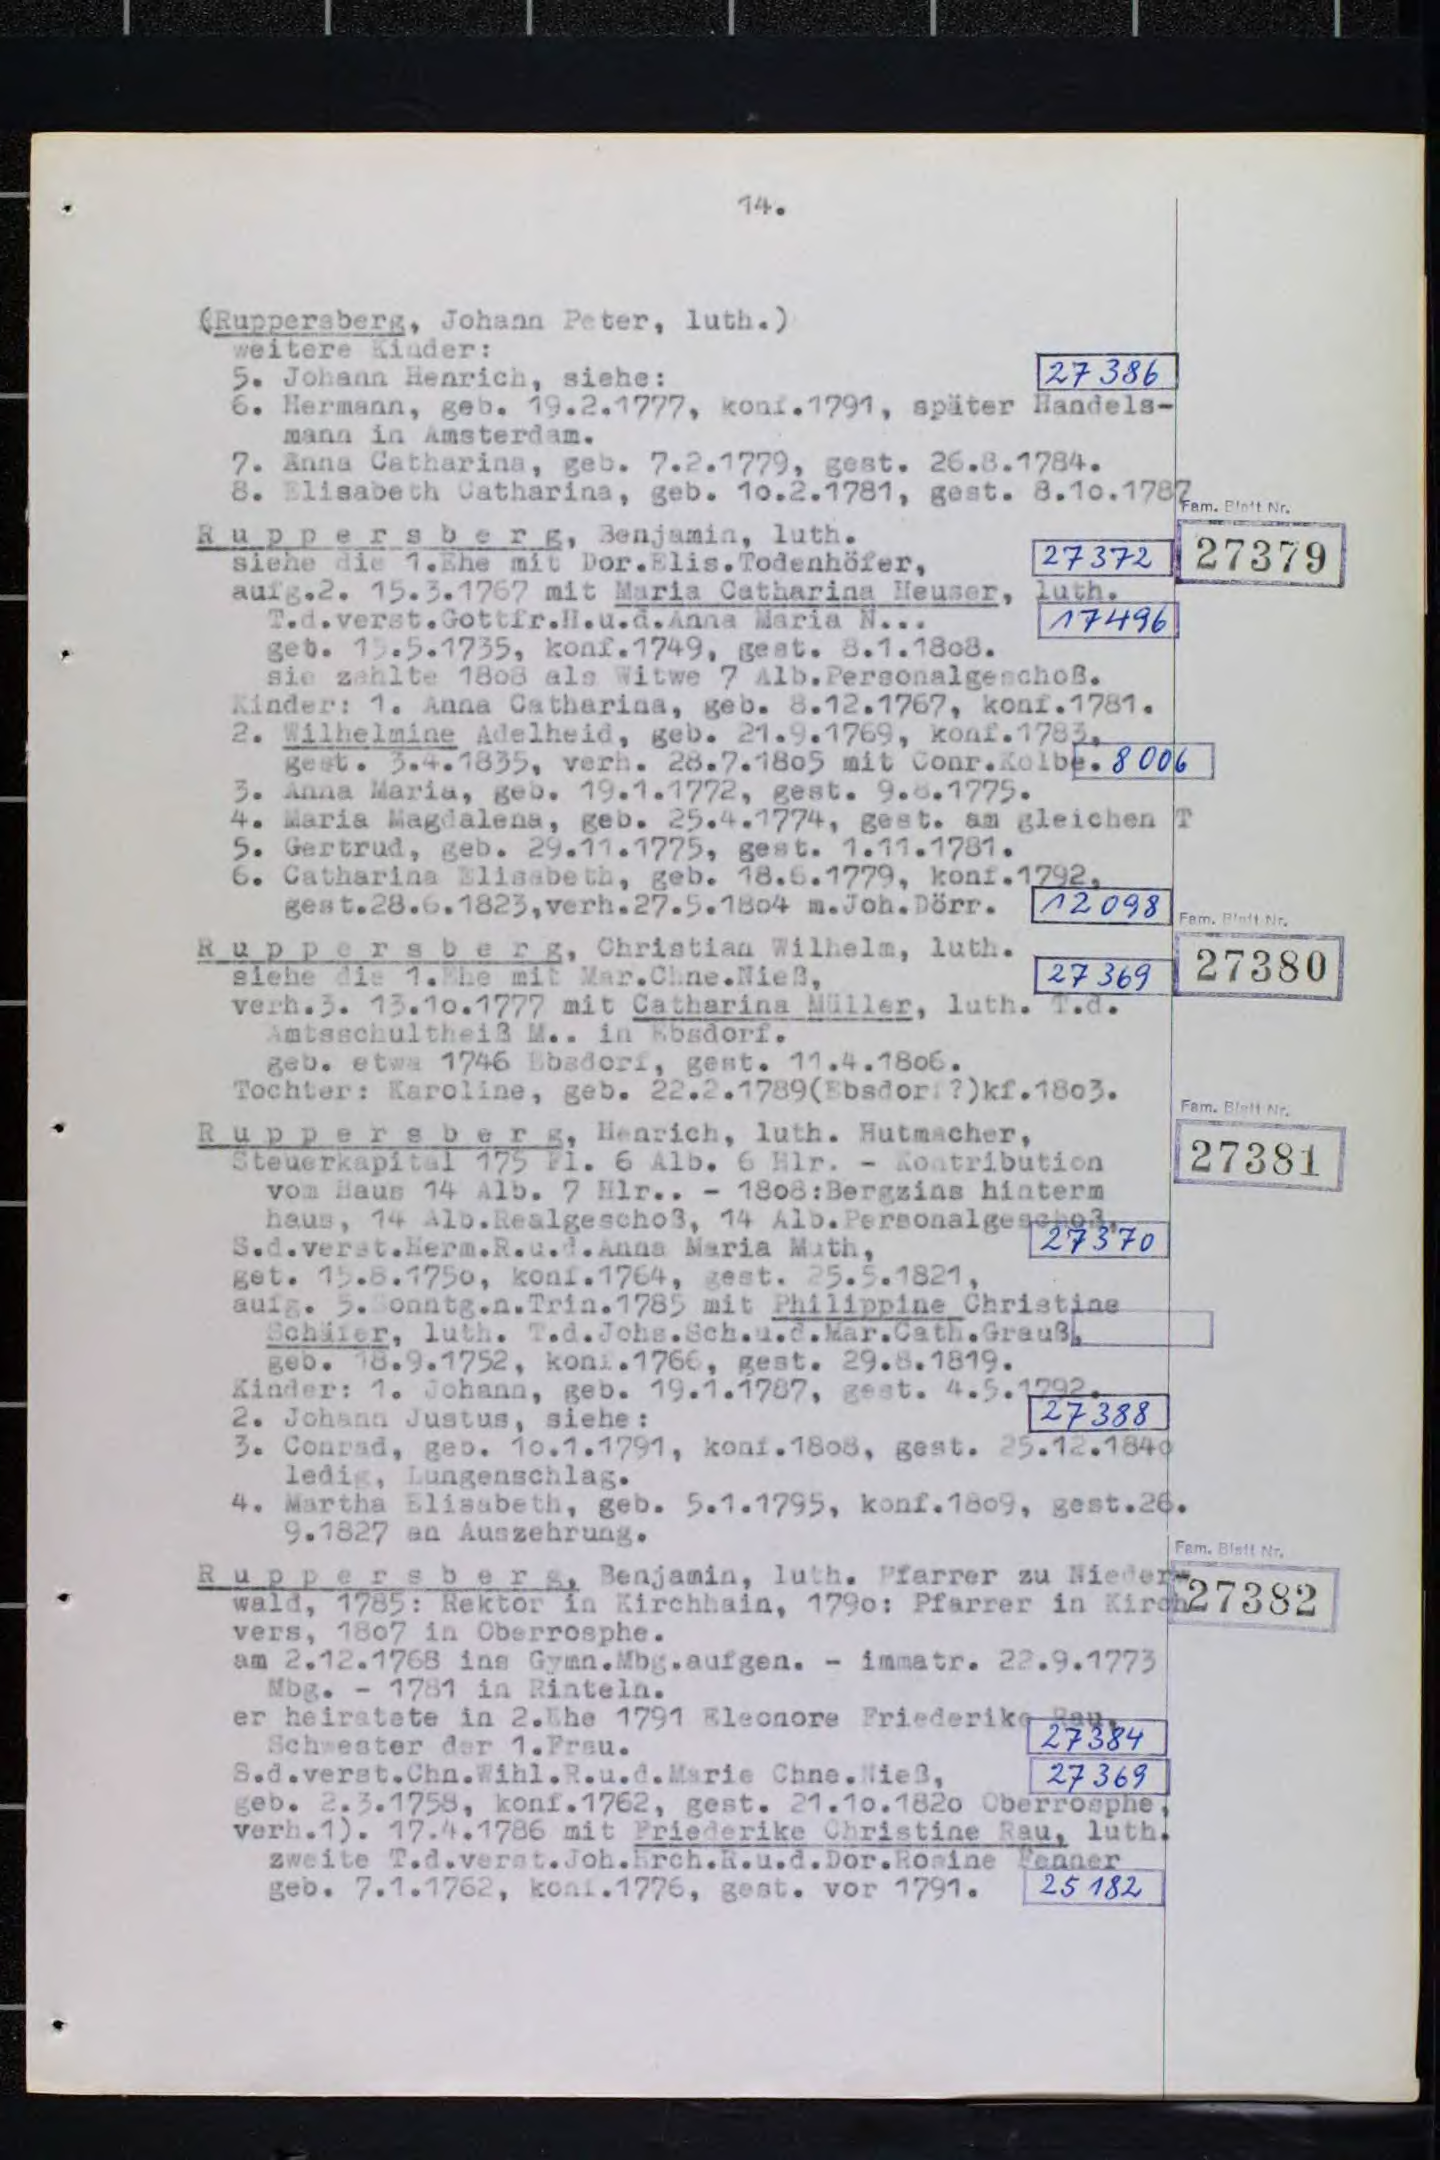 14.
(Ruppersberg, Johann Peter, luth.)
weitere Kinder:
5. Johann Henrich, siehe: 27386
6. Hermann, geb. 19.2.1777, konf.1791, später Handels-
mann in Amsterdam.
7. Anna Catharina, geb. 7.2.1779, gest. 26.8.1784.
8. Elisabeth Catharina, geb. 1o.2.1781, gest. 8.1o.1787
Fam. Blatt Nr.
R u p p e r s b e r g, Benjamin, luth. 27379
siehe die 1.Ehe mit Dor.Elis.Todenhöfer, 27372
aufg.2. 15.3.1767 mit Maria Catharina Heuser, luth.
T.d.verst.Gottfr.H.u.d.Anna Maria N... 17496
geb. 15.5.1735, konf.1749, gest. 8.1.18o8.
sie zahlte 18o8 als Witwe 7 Alb.Personalgeschoß.
Kinder: 1. Anna Catharina, geb. 8.12.1767, konf.1781.
2. Wilhelmine Adelheid, geb. 21.9.1769, konf.1783,
gest. 3.4.1835, verh. 28.7.18o5 mit Conr.Kolbe. 8006
3. Anna Maria, geb. 19.1.1772, gest. 9.8.1775.
4. Maria Magdalena, geb. 25.4.1774, gest. am gleichen T
5. Gertrud, geb. 29.11.1775, gest. 1.11.1781.
6. Catharina Elisabeth, geb. 18.6.1779, konf.1792,
gest.28.6.1823,verh.27.5.18o4 m.Joh.Dörr. 12098
Fam. Blatt Nr.
R u p p e r s b e r g, Christian Wilhelm, luth. 27380
siehe die 1.Ehe mit Mar.Chne.Nieß, 27369
verh.3. 13.1o.1777 mit Catharina Müller, luth. T.d.
Amtsschultheiß M.. in Ebsdorf.
geb. etwa 1746 Ebsdorf, gest. 11.4.18o6.
Tochter: Karoline, geb. 22.2.1789(Ebsdorf?)kf.18o3.
Fam. Blatt Nr.
R u p p e r s b e r g, Henrich, luth. Hutmacher, 27381
Steuerkapital 175 Fl. 6 Alb. 6 Hlr. - Kontribution
vom Haus 14 Alb. 7 Hlr.. - 18o8:Bergzins hinterm
haus, 14 Alb.Realgeschoß, 14 Alb.Personalgeschoß,
S.d.verst.Herm.R.u.d.Anna Maria Muth, 27370
get. 15.8.175o, konf.1764, gest. 25.5.1821,
aufg. 5.Sonntg.n.Trin.1785 mit Philippine Christine
Schäfer, luth. T.d.Johs.Sch.u.d.Mar.Cath.Grauß,
geb. 18.9.1752, konf.1766, gest. 29.8.1819.
Kinder: 1. Johann, geb. 19.1.1787, gest. 4.5.1792.
2. Johann Justus, siehe: 27388
3. Conrad, geb. 1o.1.1791, konf.18o8, gest. 25.12.184o
ledig, Lungenschlag.
4. Martha Elisabeth, geb. 5.1.1795, konf.18o9, gest.26.
9.1827 an Auszehrung.
Fam. Blatt Nr.
R u p p e r s b e r g, Benjamin, luth. Pfarrer zu Nieder- 27382
wald, 1785: Rektor in Kirchhain, 179o: Pfarrer in Kirch
vers, 18o7 in Oberrosphe.
am 2.12.1768 ins Gymn.Mbg.aufgen. - immatr. 22.9.1773
Mbg. - 1781 in Rinteln.
er heiratete in 2.Ehe 1791 Eleonore Friederike Rau,
Schwester der 1.Frau. 27384
S.d.verst.Chn.Wihl.R.u.d.Marie Chne.Nieß, 27369
geb. 2.3.1758, konf.1762, gest. 21.1o.182o Oberrosphe,
verh.1). 17.4.1786 mit Friederike Christine Rau, luth.
zweite T.d.verst.Joh.Hrch.R.u.d.Dor.Rosine Fenner
geb. 7.1.1762, konf.1776, gest. vor 1791. 25182